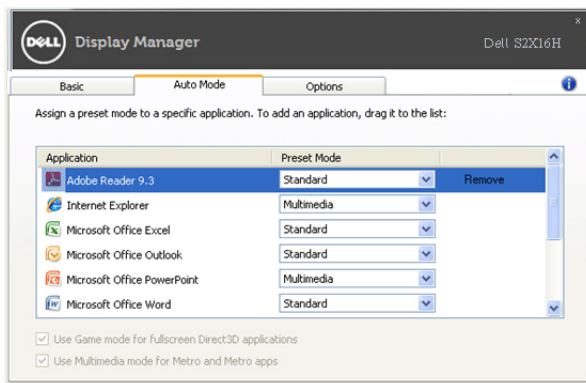 x
DELL Display Manager Dell S2X16H
Basic Auto Mode Options
Assign a preset mode to a specific application. To add an application, drag it to the list:
Application Preset Mode
Adobe Reader 9.3 Standard Remove
Internet Explorer Multimedia
Microsoft Office Excel Standard
Microsoft Office Outlook Standard
Microsoft Office PowerPoint Multimedia
Microsoft Office Word Standard
Use Game mode for fullscreen Direct3D applications
Use Multimedia mode for Metro and Metro apps